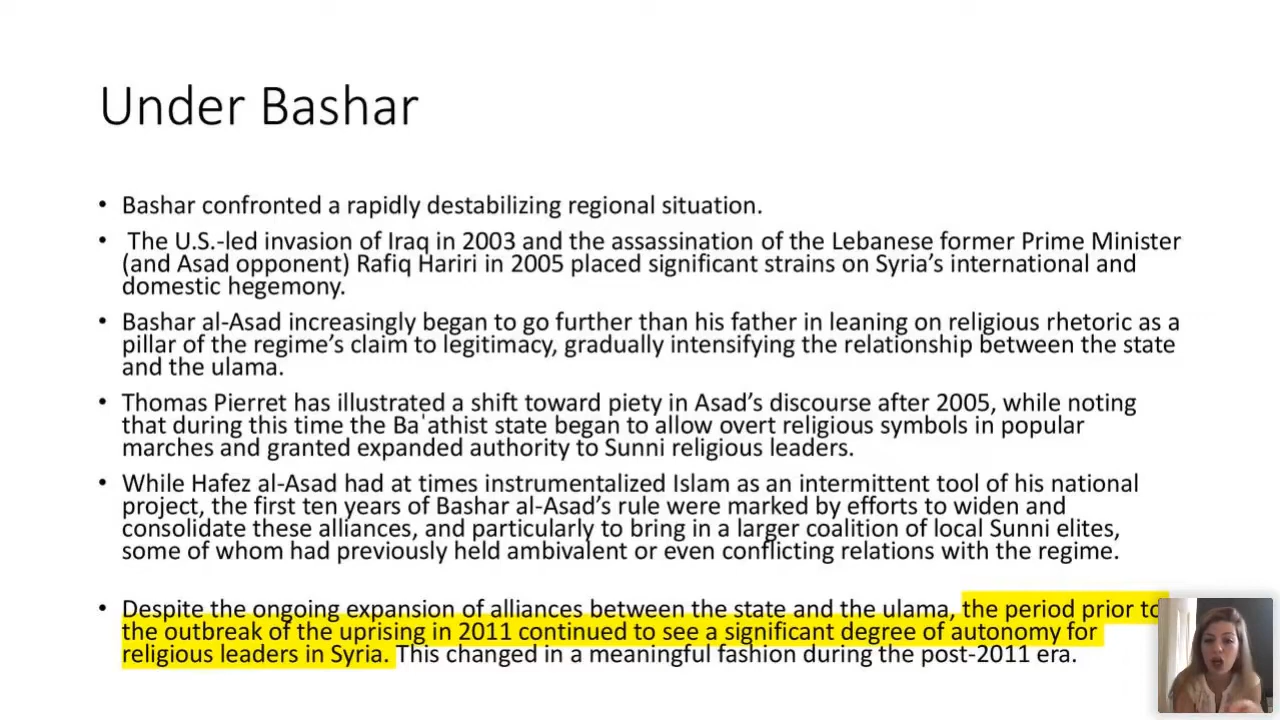 Under Bashar
• Bashar confronted a rapidly destabilizing regional situation.
• The U.S.-led invasion of Iraq in 2003 and the assassination of the Lebanese former Prime Minister
(and Asad opponent) Rafiq Hariri in 2005 placed significant strains on Syria’s international and
domestic hegemony.
• Bashar al-Asad increasingly began to go further than his father in leaning on religious rhetoric as a
pillar of the regime’s claim to legitimacy, gradually intensifying the relationship between the state
and the ulama.
• Thomas Pierret has illustrated a shift toward piety in Asad’s discourse after 2005, while noting
that during this time the Baʿathist state began to allow overt religious symbols in popular
marches and granted expanded authority to Sunni religious leaders.
• While Hafez al-Asad had at times instrumentalized Islam as an intermittent tool of his national
project, the first ten years of Bashar al-Asad’s rule were marked by efforts to widen and
consolidate these alliances, and particularly to bring in a larger coalition of local Sunni elites,
some of whom had previously held ambivalent or even conflicting relations with the regime.
• Despite the ongoing expansion of alliances between the state and the ulama, the period prior to
the outbreak of the uprising in 2011 continued to see a significant degree of autonomy for
religious leaders in Syria. This changed in a meaningful fashion during the post-2011 era.